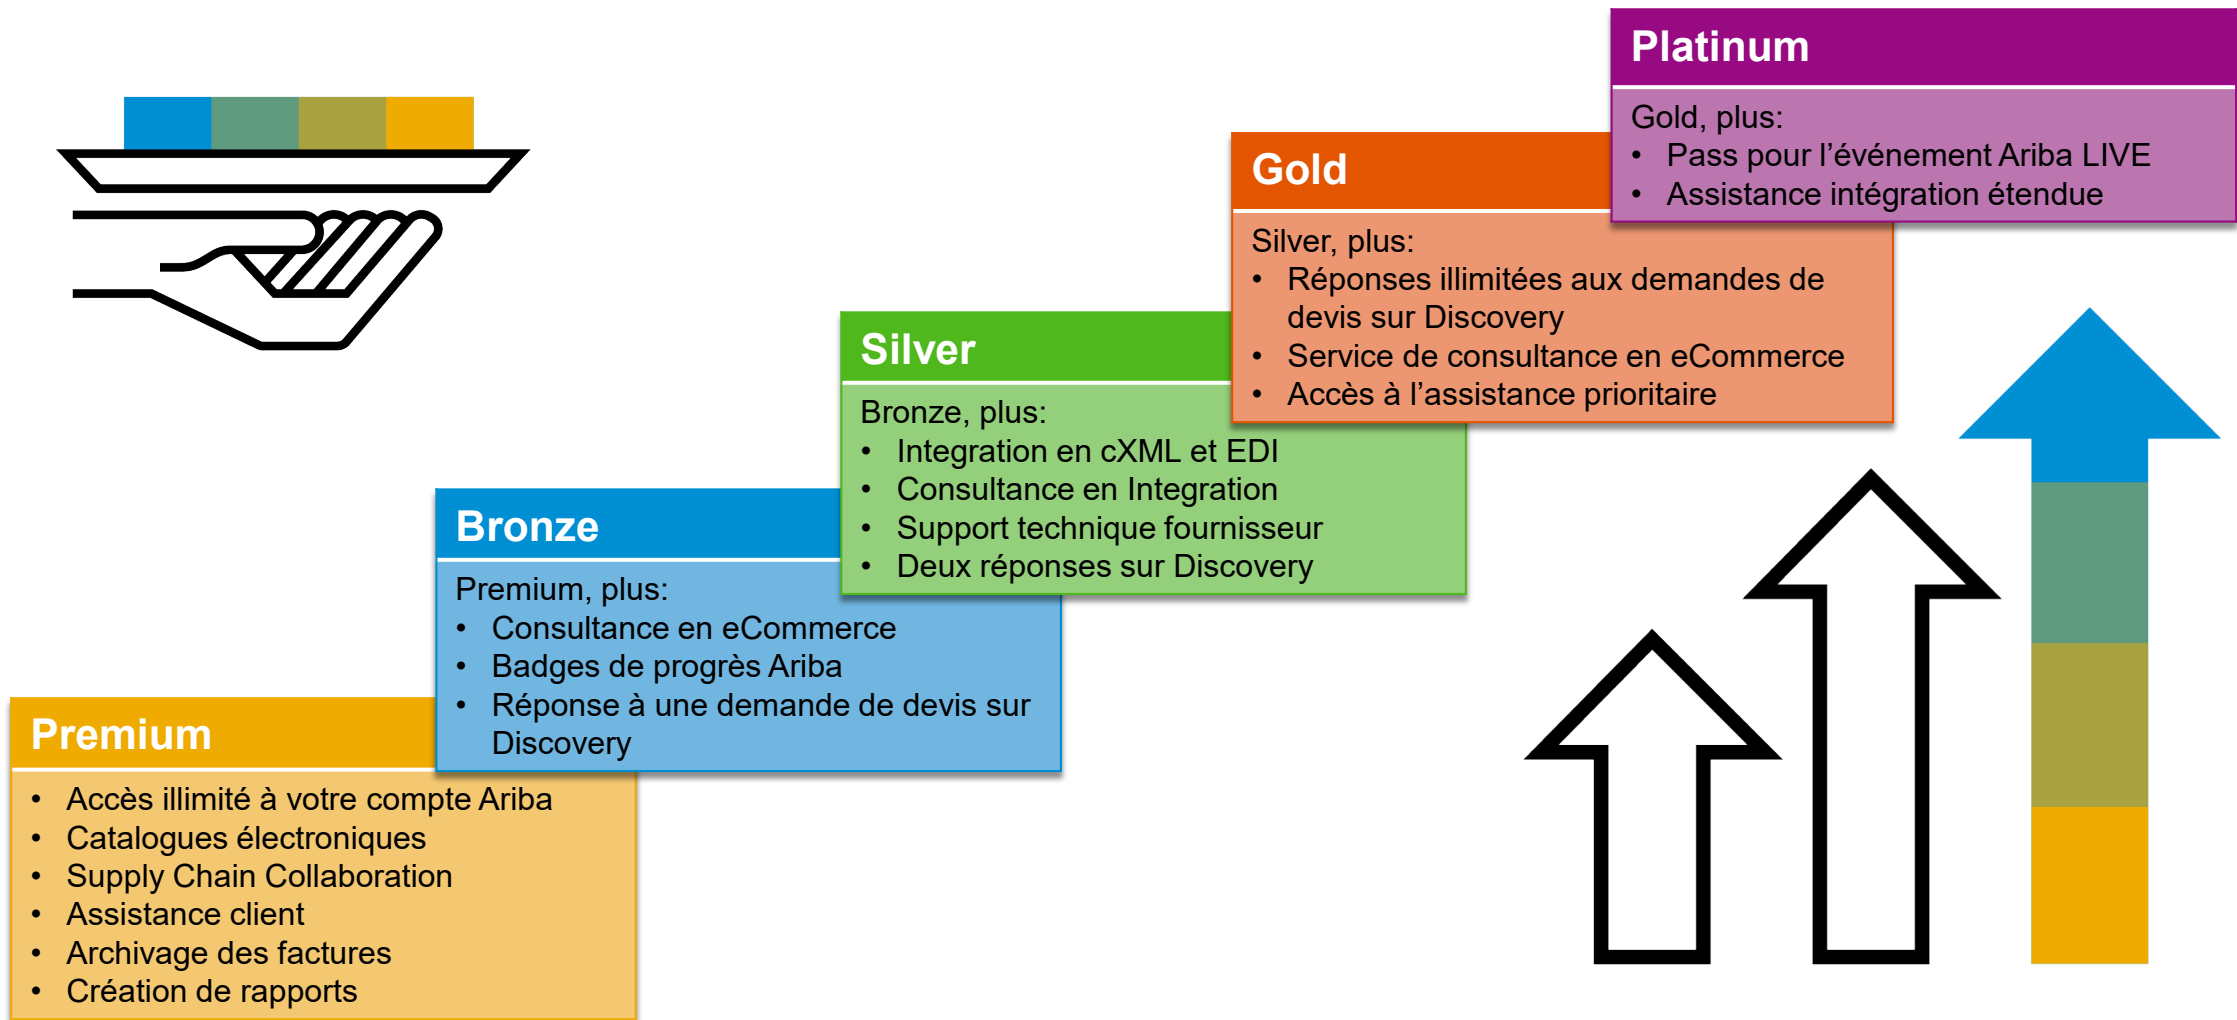 Platinum
Gold, plus:
• Pass pour l’événement Ariba LIVE
• Assistance intégration étendue
Gold
Silver, plus:
• Réponses illimitées aux demandes de
devis sur Discovery
• Service de consultance en eCommerce
• Accès à l’assistance prioritaire
Silver
Bronze, plus:
• Integration en cXML et EDI
• Consultance en Integration
• Support technique fournisseur
• Deux réponses sur Discovery
Bronze
Premium, plus:
• Consultance en eCommerce
• Badges de progrès Ariba
• Réponse à une demande de devis sur
Discovery
Premium
• Accès illimité à votre compte Ariba
• Catalogues électroniques
• Supply Chain Collaboration
• Assistance client
• Archivage des factures
• Création de rapports